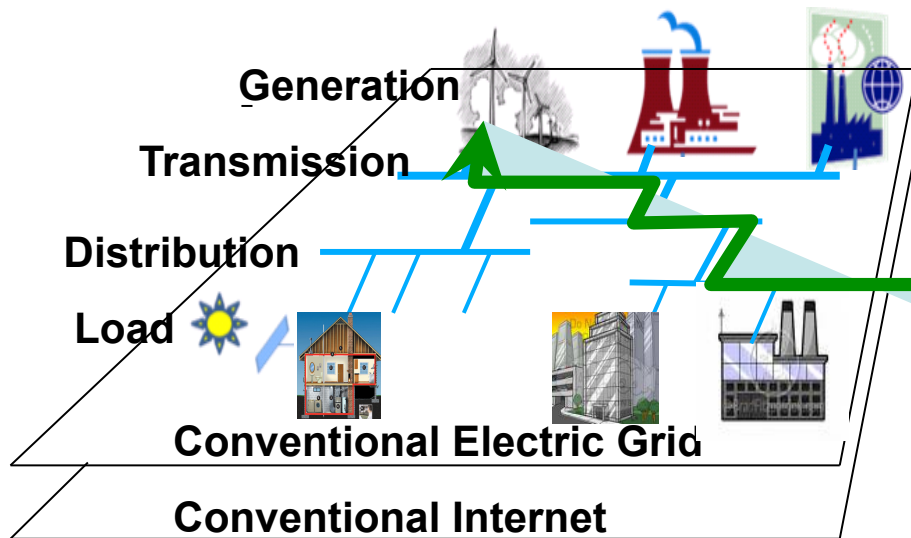 Generation
Transmission
Distribution
Load
Conventional Electric Grid
Conventional Internet